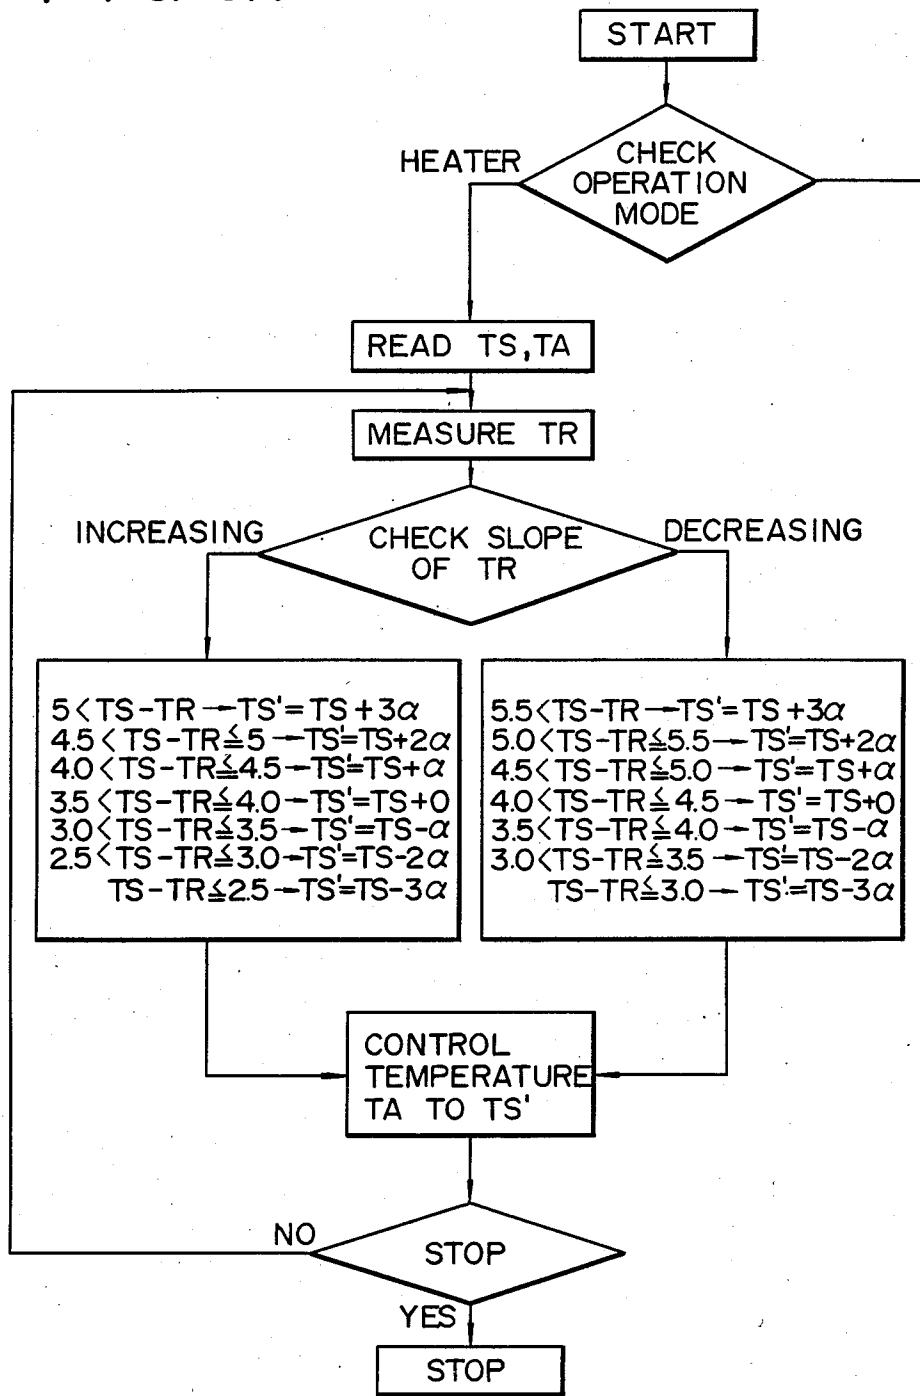 START
CHECK
OPERATION
MODE
HEATER
READ TS,TA
MEASURE TR
CHECK SLOPE
OF TR
INCREASING
DECREASING
5<TS-TR→TS'=TS+3α
4.5<TS-TR≦5→TS'=TS+2α
4.0<TS-TR≦4.5→TS'=TS+α
3.5<TS-TR≦4.0→TS'=TS+0
3.0<TS-TR≦3.5→TS'=TS-α
2.5<TS-TR≦3.0→TS'=TS-2α
TS-TR≦2.5→TS'=TS-3α
5.5<TS-TR→TS'=TS+3α
5.0<TS-TR≦5.5→TS'=TS+2α
4.5<TS-TR≦5.0→TS'=TS+α
4.0<TS-TR≦4.5→TS'=TS+0
3.5<TS-TR≦4.0→TS'=TS-α
3.0<TS-TR≦3.5→TS'=TS-2α
TS-TR≦3.0→TS'=TS-3α
CONTROL
TEMPERATURE
TA TO TS'
STOP
NO
YES
STOP